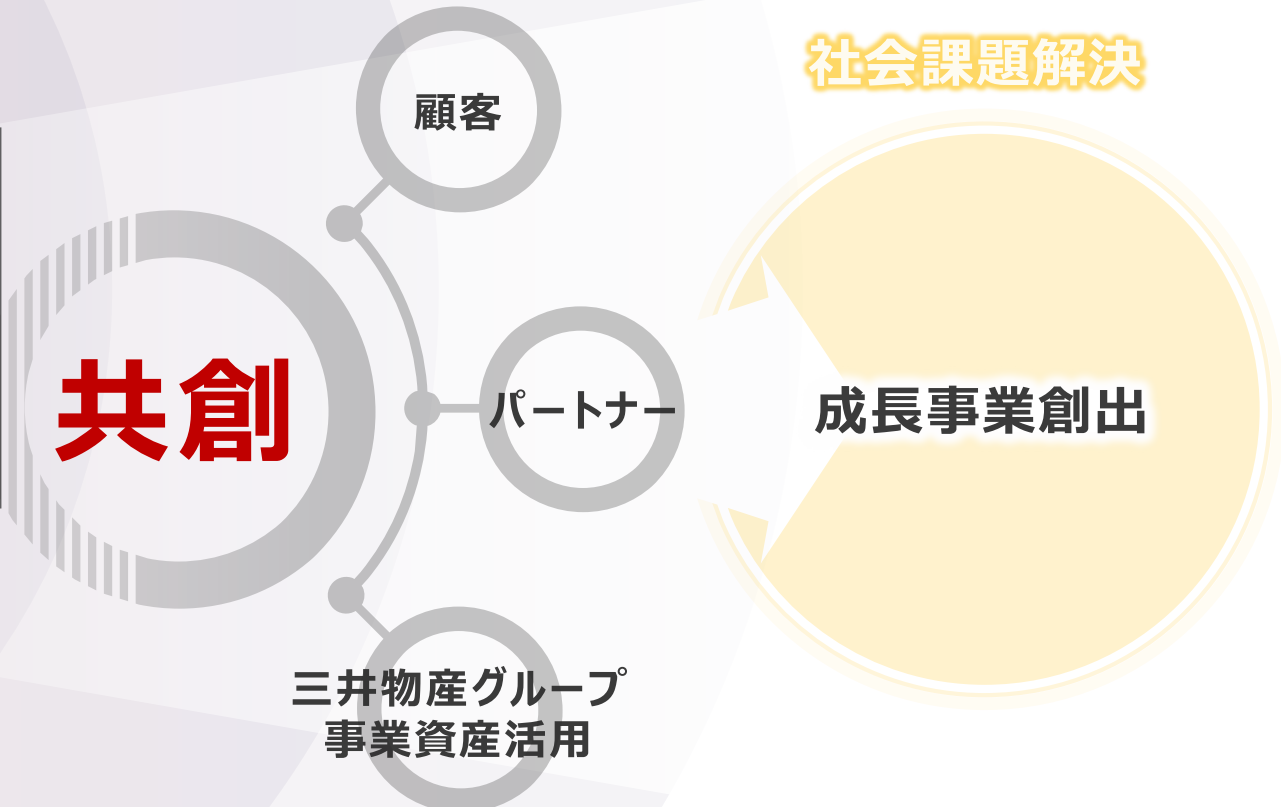 社会課題解決
顧客
共創
パートナー
成長事業創出
三井物産グループ
事業資産活用